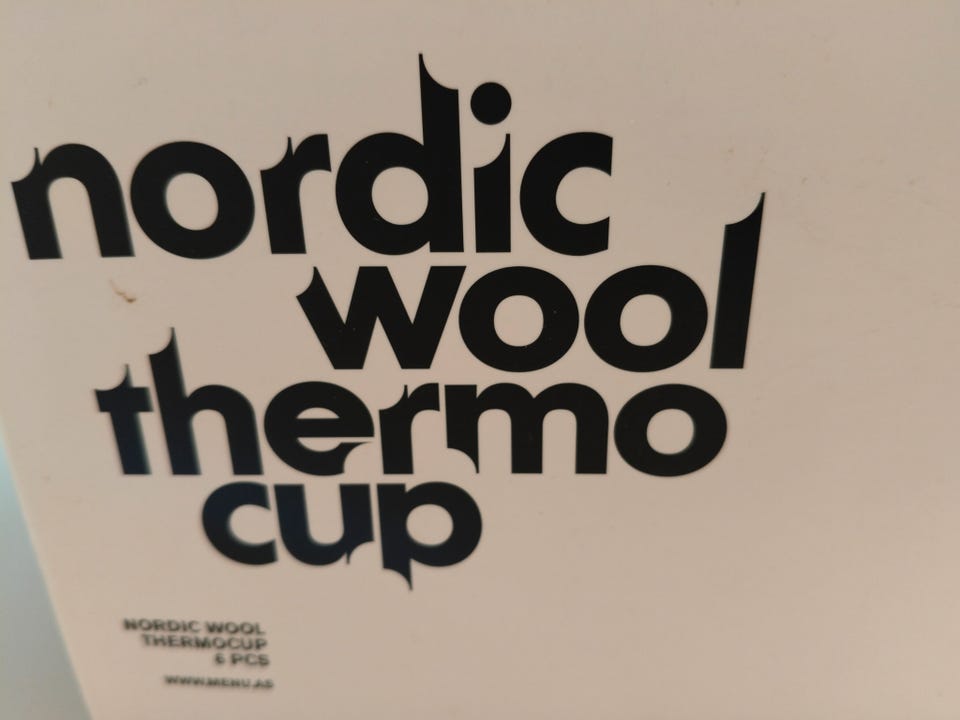 nordic
wool
thermo
cup
NORDIC WOOL
THERMOCUP
6 PCS
WWW.MENU.AS